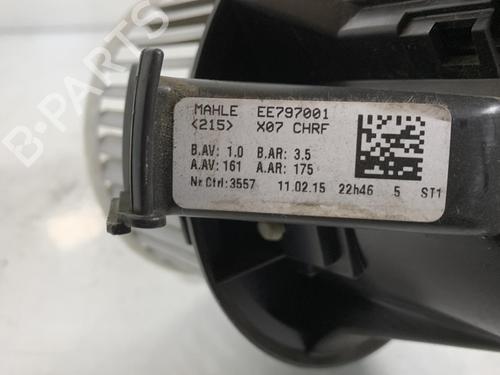 MAHLE EE797001
<215> X07 CHRF
B.AV: 1.0 B.AR: 3.5
A.AV: 161 A.AR: 175
Nr.Ctrl:3557 11.02.15 22h46 5 ST1
B-PARTS